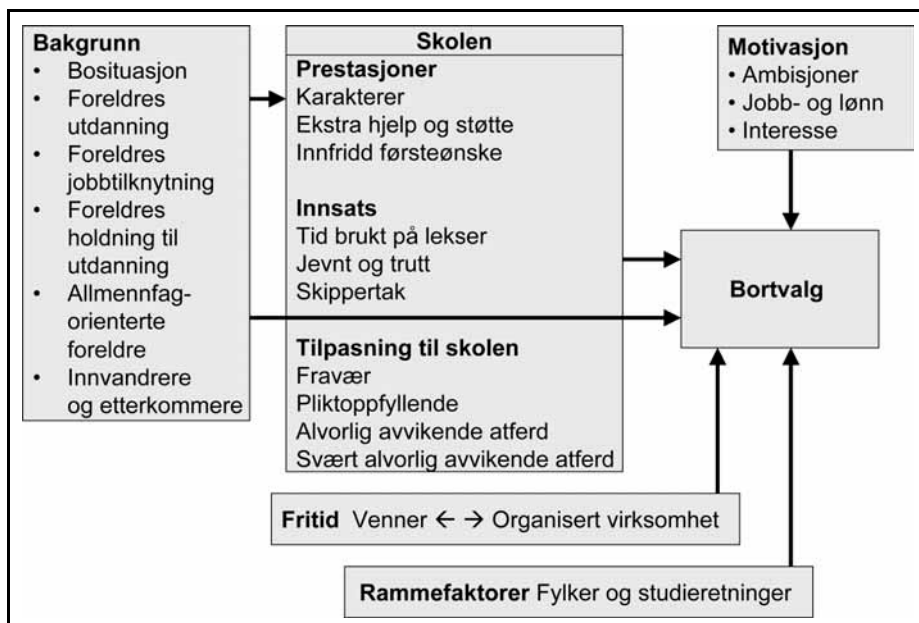 Bakgrunn
• Bosituasjon
• Foreldres
utdanning
• Foreldres
jobbtilknytning
• Foreldres
holdning til
utdanning
• Allmennfag-
orienterte
foreldre
• Innvandrere
og etterkommere
Skolen
Prestasjoner
Karakterer
Ekstra hjelp og støtte
Innfridd førsteønske
Innsats
Tid brukt på lekser
Jevnt og trutt
Skippertak
Tilpasning til skolen
Fravær
Pliktoppfyllende
Alvorlig avvikende atferd
Svært alvorlig avvikende atferd
Motivasjon
• Ambisjoner
• Jobb- og lønn
• Interesse
Bortvalg
Fritid Venner ← → Organisert virksomhet
Rammefaktorer Fylker og studieretninger